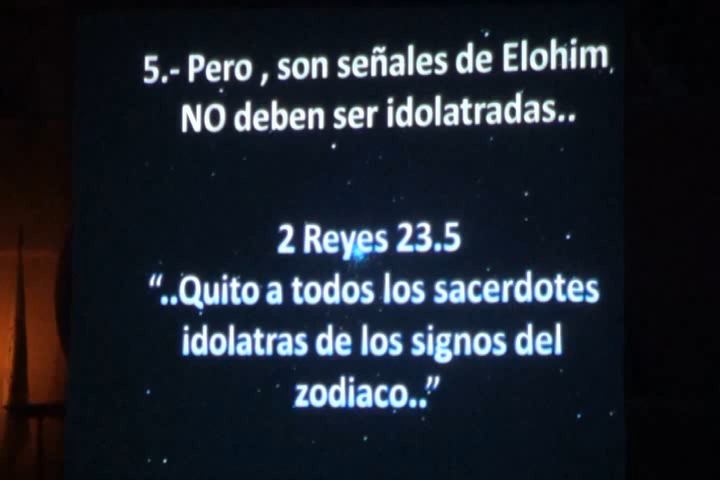 5.- Pero , son señales de Elohim,
NO deben ser idolatradas..
2 Reyes 23.5
“..Quito a todos los sacerdotes
idolatras de los signos del
zodiaco..”